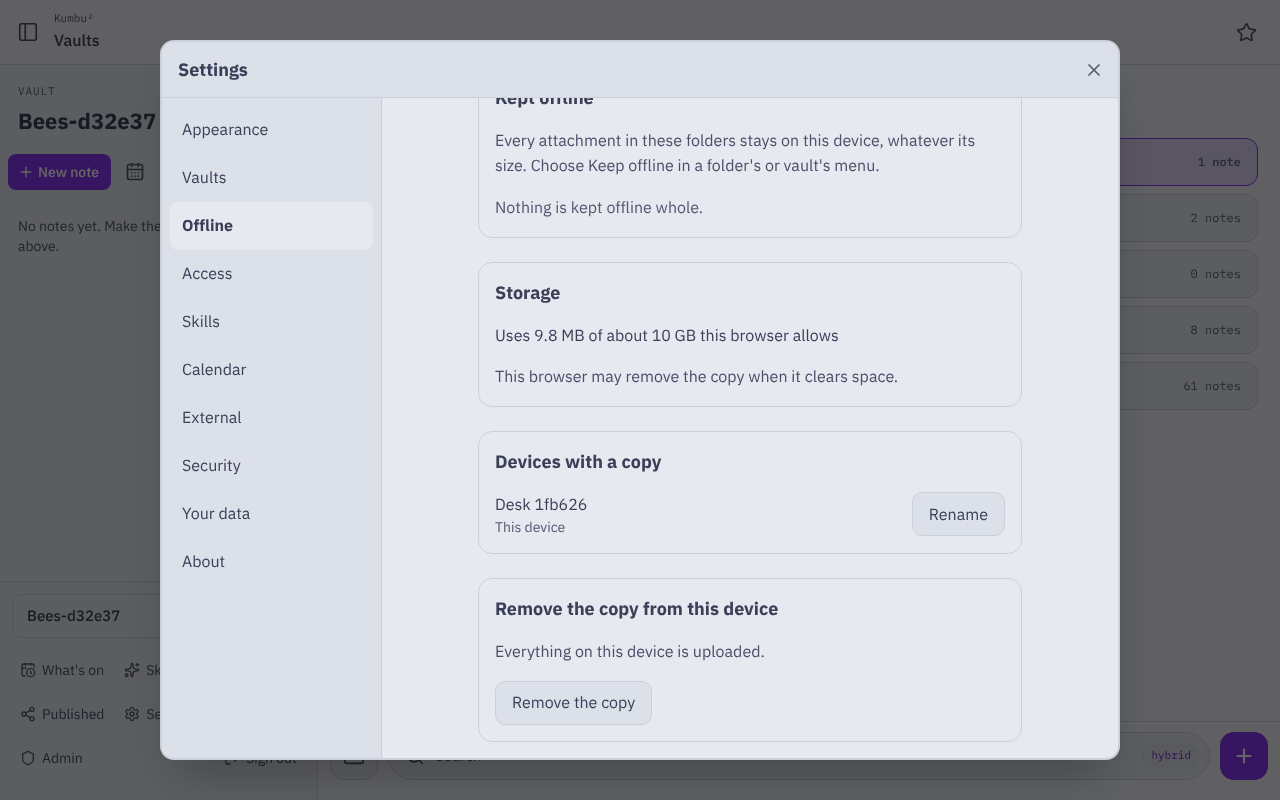 Kumbu²
Vaults
VAULT
Bees-d32e37
New note
No notes yet. Make the
above.
Bees-d32e37
What's on
Sk
Published
Se
Admin
Settings
Appearance
Vaults
Offline
Access
Skills
Calendar
External
Security
Your data
About
Kept offline
Every attachment in these folders stays on this device, whatever its
size. Choose Keep offline in a folder's or vault's menu.
Nothing is kept offline whole.
Storage
Uses 9.8 MB of about 10 GB this browser allows
This browser may remove the copy when it clears space.
Devices with a copy
Desk 1fb626
This device
Rename
Remove the copy from this device
Everything on this device is uploaded.
Remove the copy
1 note
2 notes
0 notes
8 notes
61 notes
hybrid